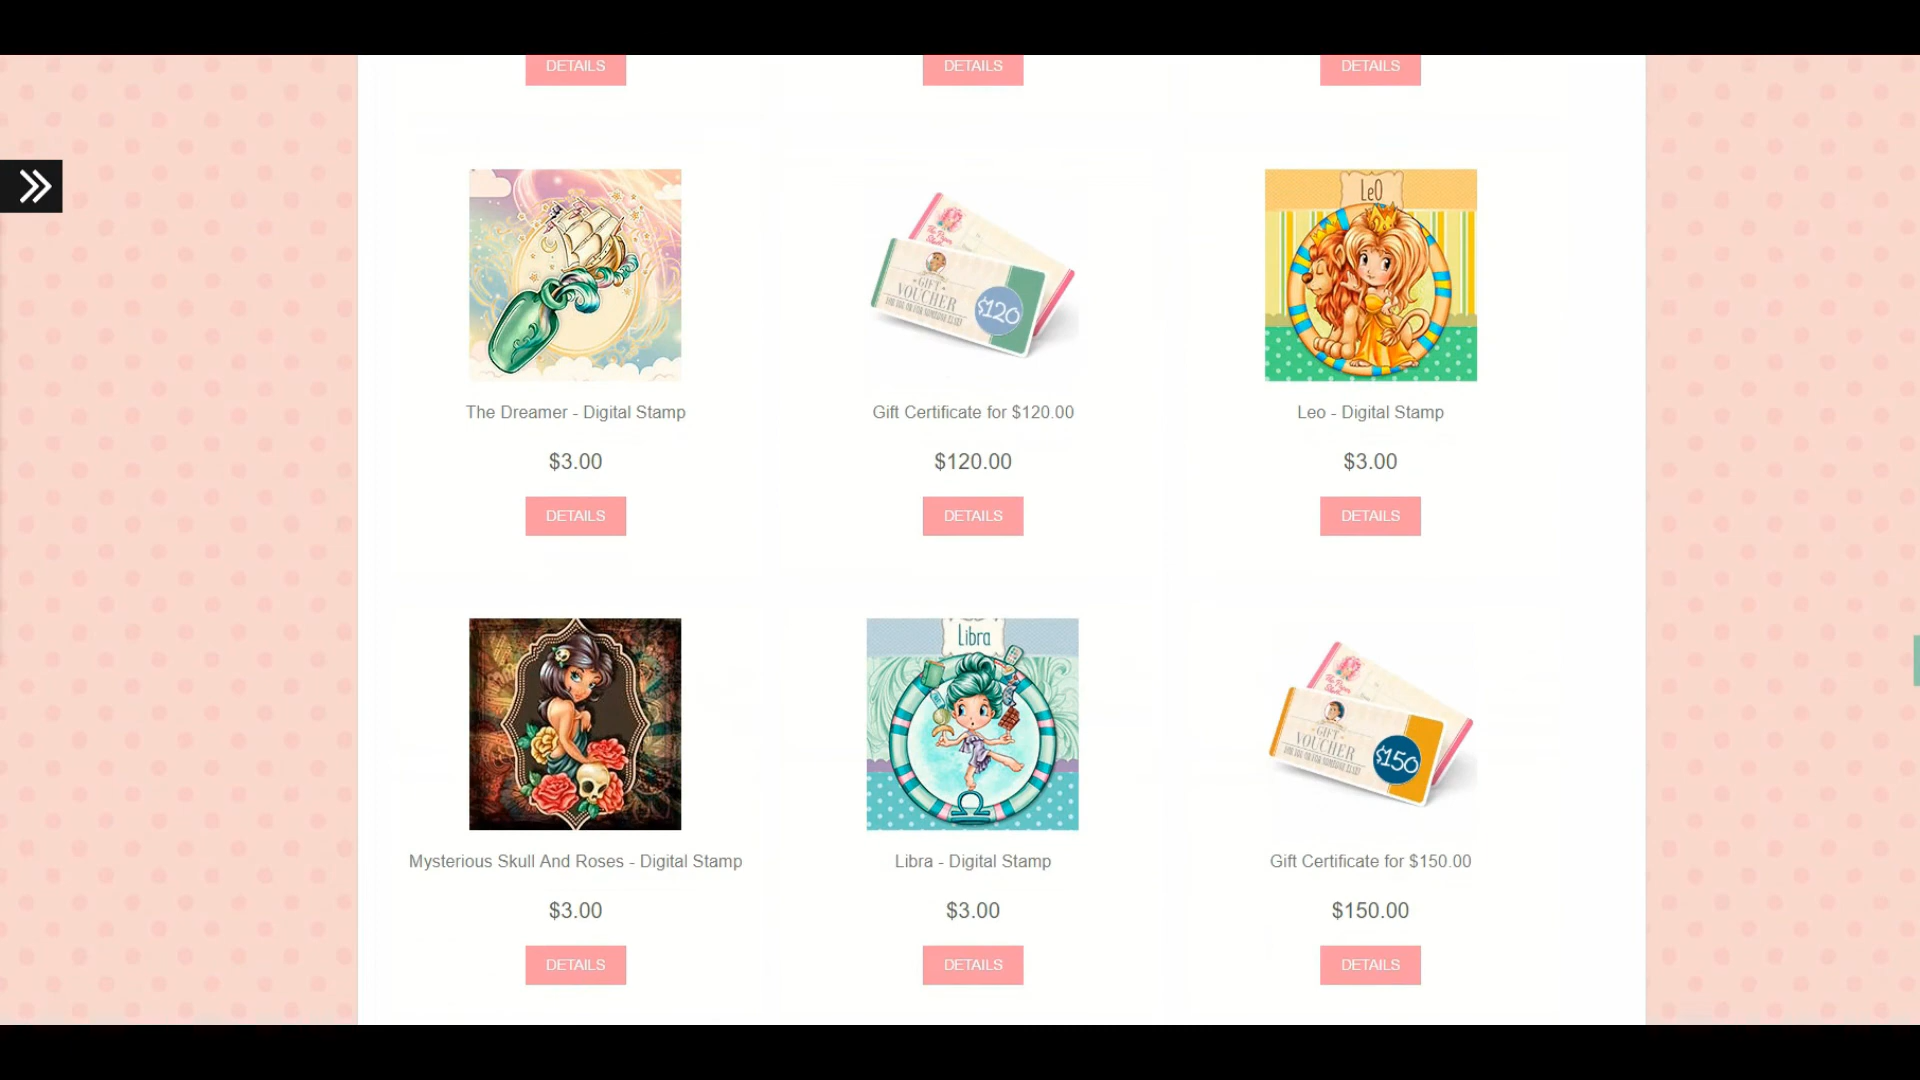 DETAILS
DETAILS
DETAILS
GIFT
VOUCHER
$120
LeO
The Dreamer - Digital Stamp
Gift Certificate for $120.00
Leo - Digital Stamp
$3.00
$120.00
$3.00
DETAILS
DETAILS
DETAILS
Libra
GIFT
VOUCHER
$150
Mysterious Skull And Roses - Digital Stamp
Libra - Digital Stamp
Gift Certificate for $150.00
$3.00
$3.00
$150.00
DETAILS
DETAILS
DETAILS